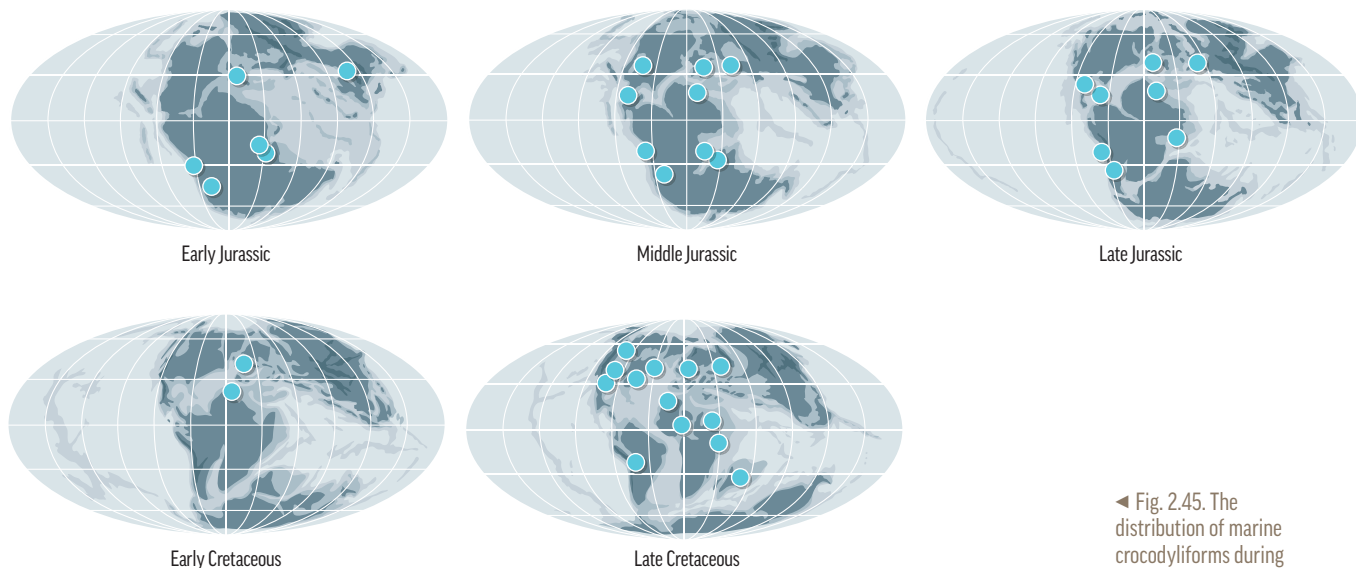 Early Jurassic
Middle Jurassic
Late Jurassic
Early Cretaceous
Late Cretaceous
◄ Fig. 2.45. The
distribution of marine
crocodyliforms during